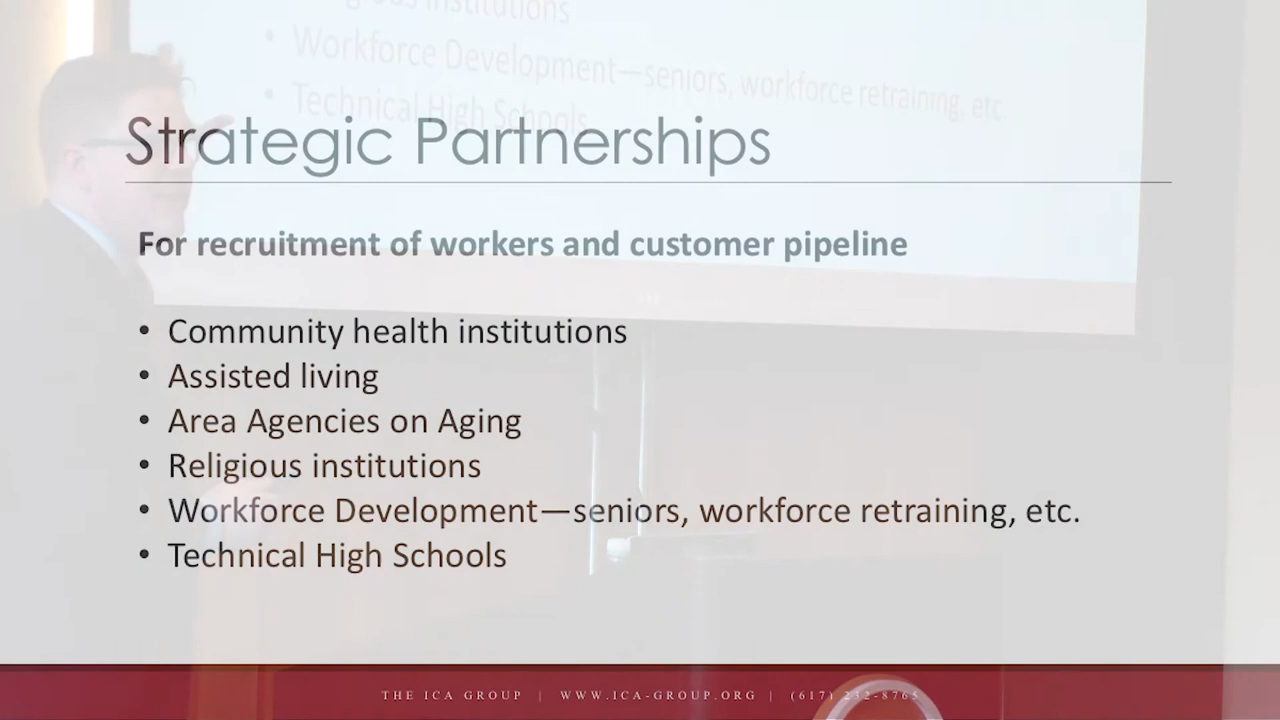 Strategic Partnerships
For recruitment of workers and customer pipeline
• Community health institutions
• Assisted living
• Area Agencies on Aging
• Religious institutions
• Workforce Development—seniors, workforce retraining, etc.
• Technical High Schools
institutions
• Workforce Development—seniors, workforce retraining, etc.
• Technical High Schools
THE ICA GROUP | WWW.ICA-GROUP.ORG | (617) 232-8765